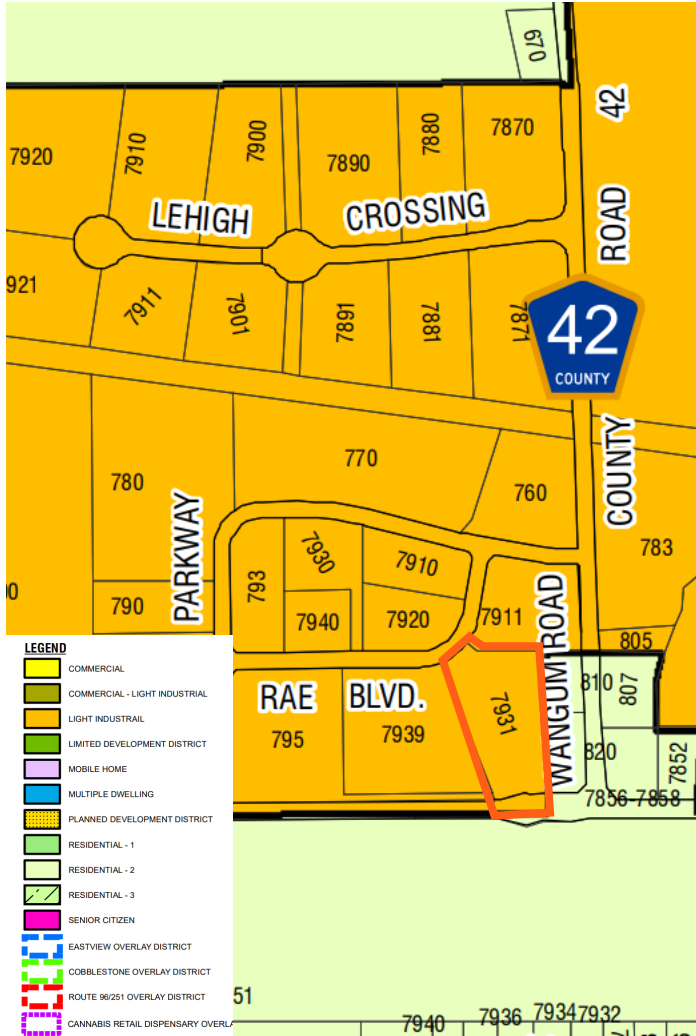 670
42
7920
7910
7900
7890
7880
7870
LEHIGH CROSSING
ROAD
921
7911
7901
7891
7881
7871
42
COUNTY
770
780
760
COUNTY
783
PARKWAY
793
7930
7910
790
7940
7920
7911
WANGUM ROAD
805
810
807
RAE BLVD.
795
7939
7931
820
7852
7856-7858
LEGEND
COMMERCIAL
COMMERCIAL - LIGHT INDUSTRIAL
LIGHT INDUSTRAIL
LIMITED DEVELOPMENT DISTRICT
MOBILE HOME
MULTIPLE DWELLING
PLANNED DEVELOPMENT DISTRICT
RESIDENTIAL - 1
RESIDENTIAL - 2
RESIDENTIAL - 3
SENIOR CITIZEN
EASTVIEW OVERLAY DISTRICT
COBBLESTONE OVERLAY DISTRICT
ROUTE 96/251 OVERLAY DISTRICT
CANNABIS RETAIL DISPENSARY OVERLA
51
7940
7936
7934
7932